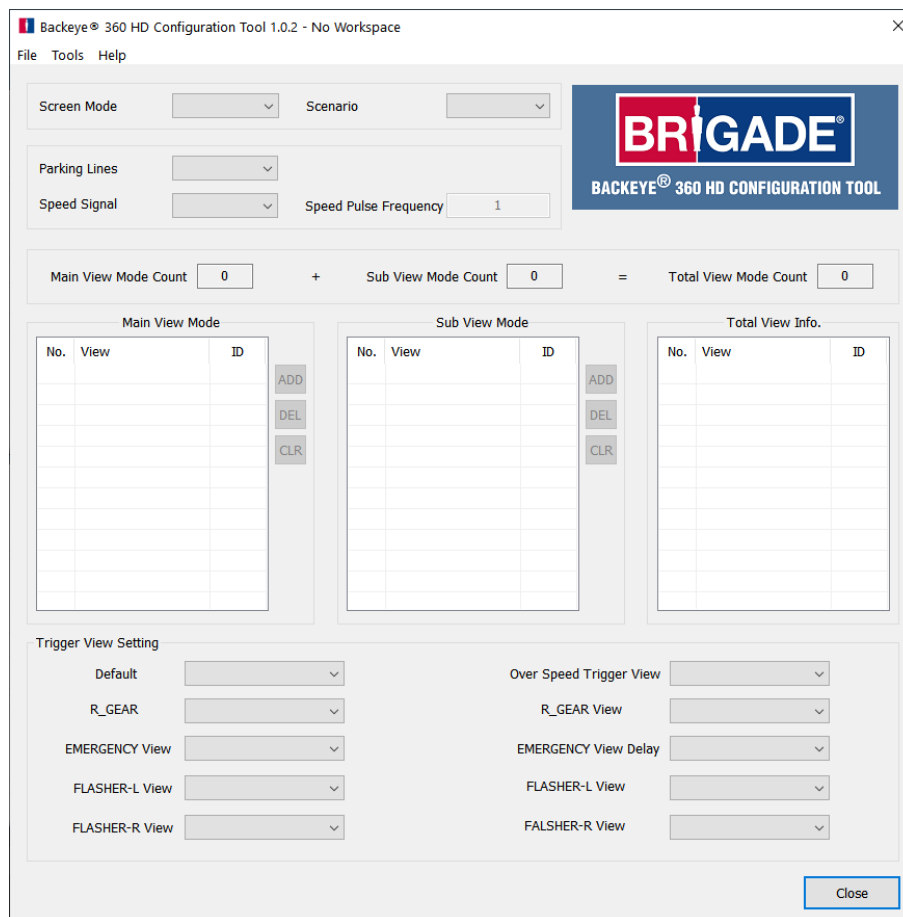 Backeye® 360 HD Configuration Tool 1.0.2 - No Workspace
File Tools Help
Screen Mode Scenario
BRIGADE®
BACKEYE® 360 HD CONFIGURATION TOOL
Parking Lines
Speed Signal Speed Pulse Frequency 1
Main View Mode Count 0 + Sub View Mode Count 0 = Total View Mode Count 0
Main View Mode Sub View Mode Total View Info.
No. View ID No. View ID No. View ID
ADD ADD
DEL DEL
CLR CLR
Trigger View Setting
Default Over Speed Trigger View
R_GEAR R_GEAR View
EMERGENCY View EMERGENCY View Delay
FLASHER-L View FLASHER-L View
FLASHER-R View FALSHER-R View
Close